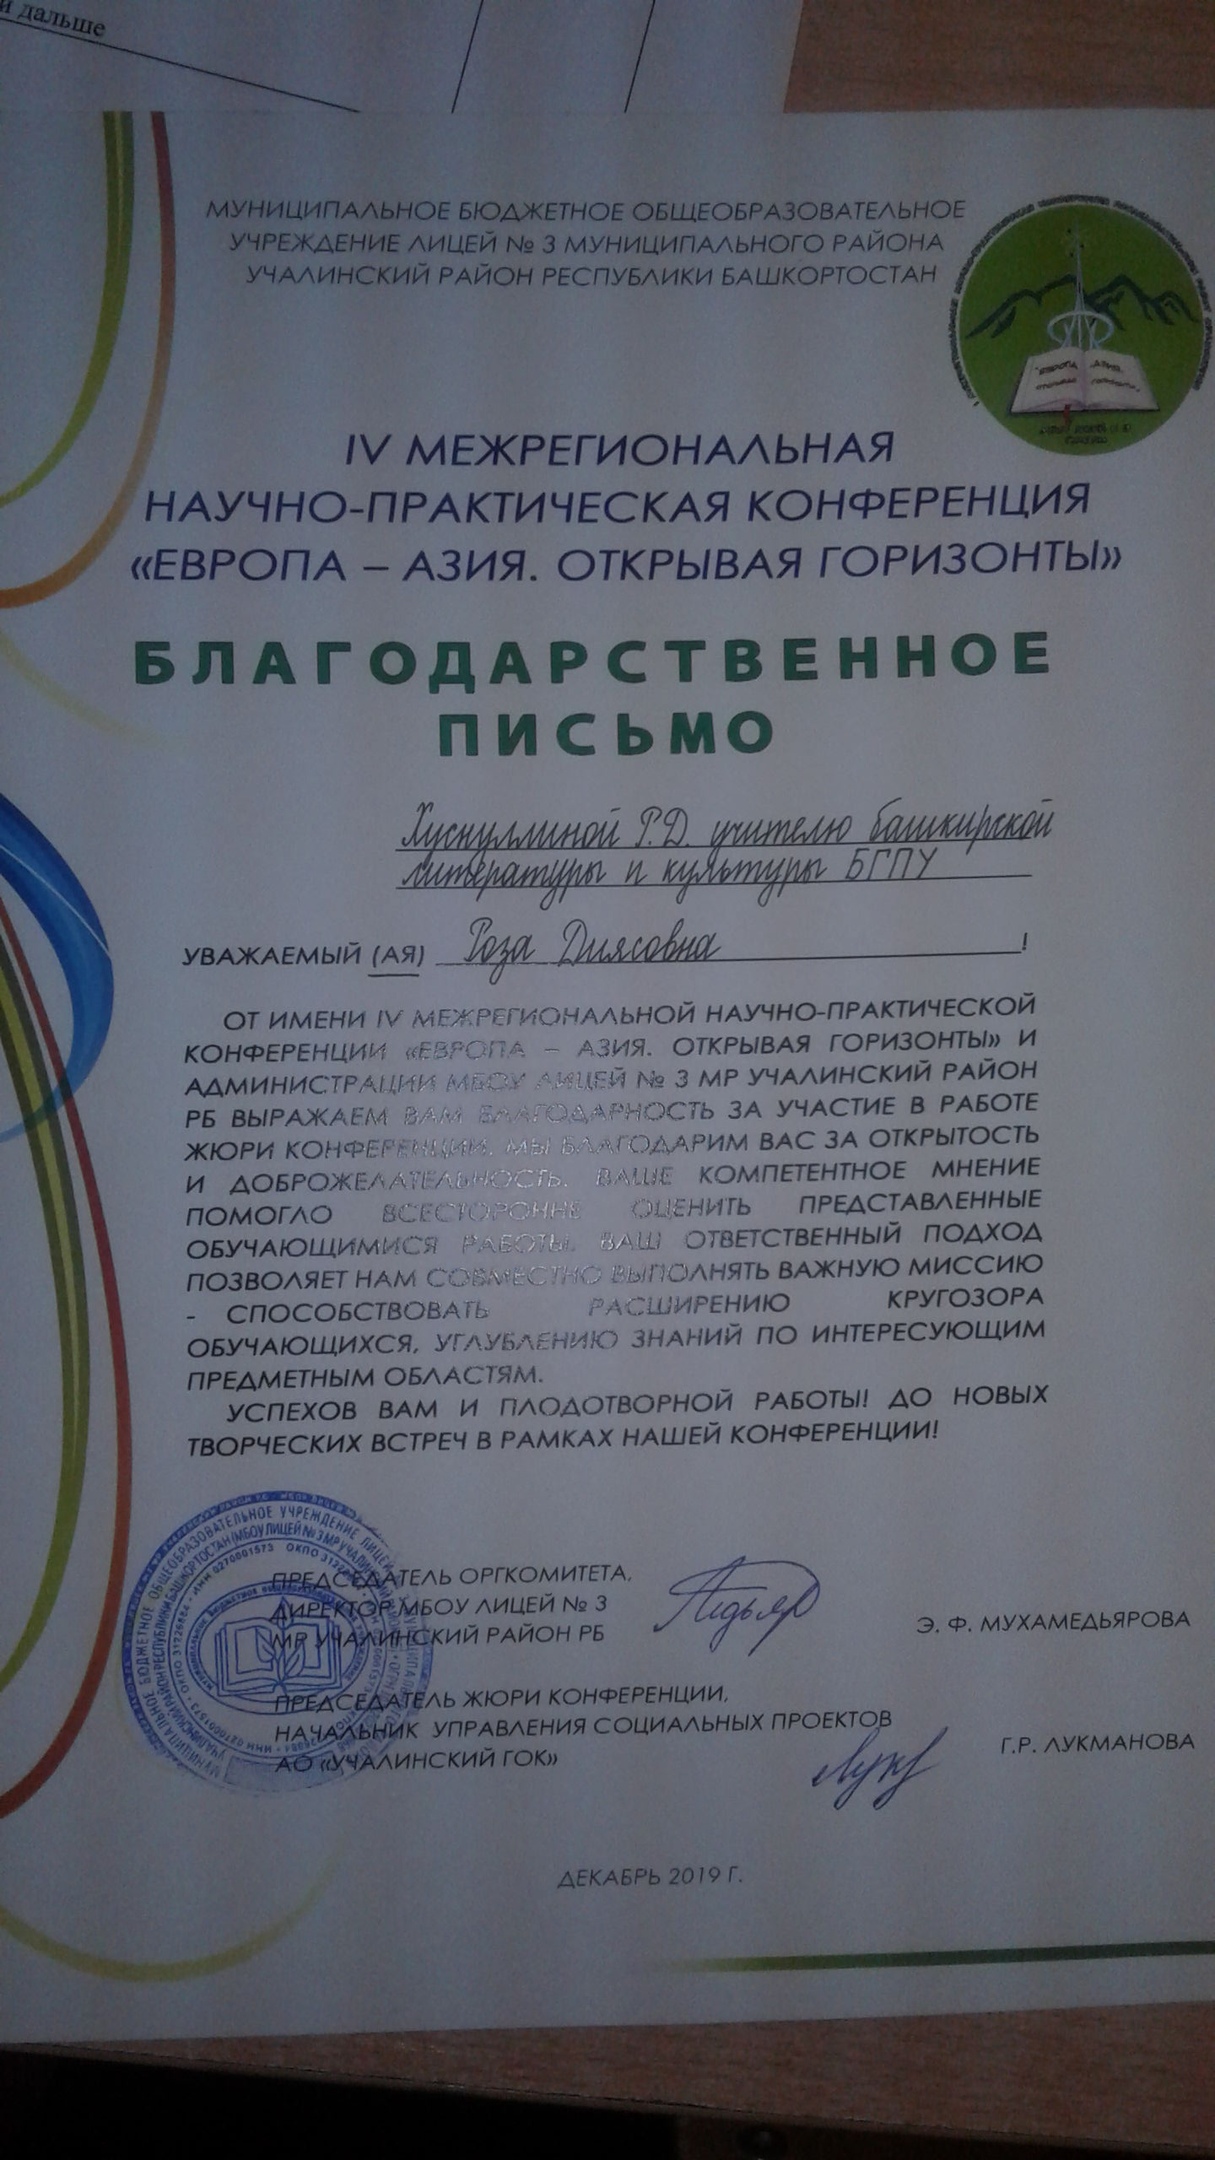 и дальше
МУНИЦИПАЛЬНОЕ БЮДЖЕТНОЕ ОБЩЕОБРАЗОВАТЕЛЬНОЕ
УЧРЕЖДЕНИЕ ЛИЦЕЙ № 3 МУНИЦИПАЛЬНОГО РАЙОНА
УЧАЛИНСКИЙ РАЙОН РЕСПУБЛИКИ БАШКОРТОСТАН
ЕВРОПА АЗИЯ.
IV МЕЖРЕГИОНАЛЬНАЯ
НАУЧНО-ПРАКТИЧЕСКАЯ КОНФЕРЕНЦИЯ
«ЕВРОПА – АЗИЯ. ОТКРЫВАЯ ГОРИЗОНТЫ»
БЛАГОДАРСТВЕННОЕ
ПИСЬМО
Хуснуллиной Р.Д. учителю башкирской
литературы и культуры БГПУ
УВАЖАЕМЫЙ (АЯ) Роза Диясовна !
ОТ ИМЕНИ IV МЕЖРЕГИОНАЛЬНОЙ НАУЧНО-ПРАКТИЧЕСКОЙ
КОНФЕРЕНЦИИ «ЕВРОПА – АЗИЯ. ОТКРЫВАЯ ГОРИЗОНТЫ» И
АДМИНИСТРАЦИИ МБОУ ЛИЦЕЙ № 3 МР УЧАЛИНСКИЙ РАЙОН
РБ ВЫРАЖАЕМ ВАМ БЛАГОДАРНОСТЬ ЗА УЧАСТИЕ В РАБОТЕ
ЖЮРИ КОНФЕРЕНЦИИ. МЫ БЛАГОДАРИМ ВАС ЗА ОТКРЫТОСТЬ
И ДОБРОЖЕЛАТЕЛЬНОСТЬ. ВАШЕ КОМПЕТЕНТНОЕ МНЕНИЕ
ПОМОГЛО ВСЕСТОРОННЕ ОЦЕНИТЬ ПРЕДСТАВЛЕННЫЕ
ОБУЧАЮЩИМИСЯ РАБОТЫ. ВАШ ОТВЕТСТВЕННЫЙ ПОДХОД
ПОЗВОЛЯЕТ НАМ СОВМЕСТНО ВЫПОЛНЯТЬ ВАЖНУЮ МИССИЮ
- СПОСОБСТВОВАТЬ РАСШИРЕНИЮ КРУГОЗОРА
ОБУЧАЮЩИХСЯ, УГЛУБЛЕНИЮ ЗНАНИЙ ПО ИНТЕРЕСУЮЩИМ
ПРЕДМЕТНЫМ ОБЛАСТЯМ.
УСПЕХОВ ВАМ И ПЛОДОТВОРНОЙ РАБОТЫ! ДО НОВЫХ
ТВОРЧЕСКИХ ВСТРЕЧ В РАМКАХ НАШЕЙ КОНФЕРЕНЦИИ!
ПРЕДСЕДАТЕЛЬ ОРГКОМИТЕТА,
ДИРЕКТОР МБОУ ЛИЦЕЙ № 3
МР УЧАЛИНСКИЙ РАЙОН РБ
Э. Ф. МУХАМЕДЬЯРОВА
ПРЕДСЕДАТЕЛЬ ЖЮРИ КОНФЕРЕНЦИИ,
НАЧАЛЬНИК УПРАВЛЕНИЯ СОЦИАЛЬНЫХ ПРОЕКТОВ
АО «УЧАЛИНСКИЙ ГОК»
Г.Р. ЛУКМАНОВА
ДЕКАБРЬ 2019 Г.